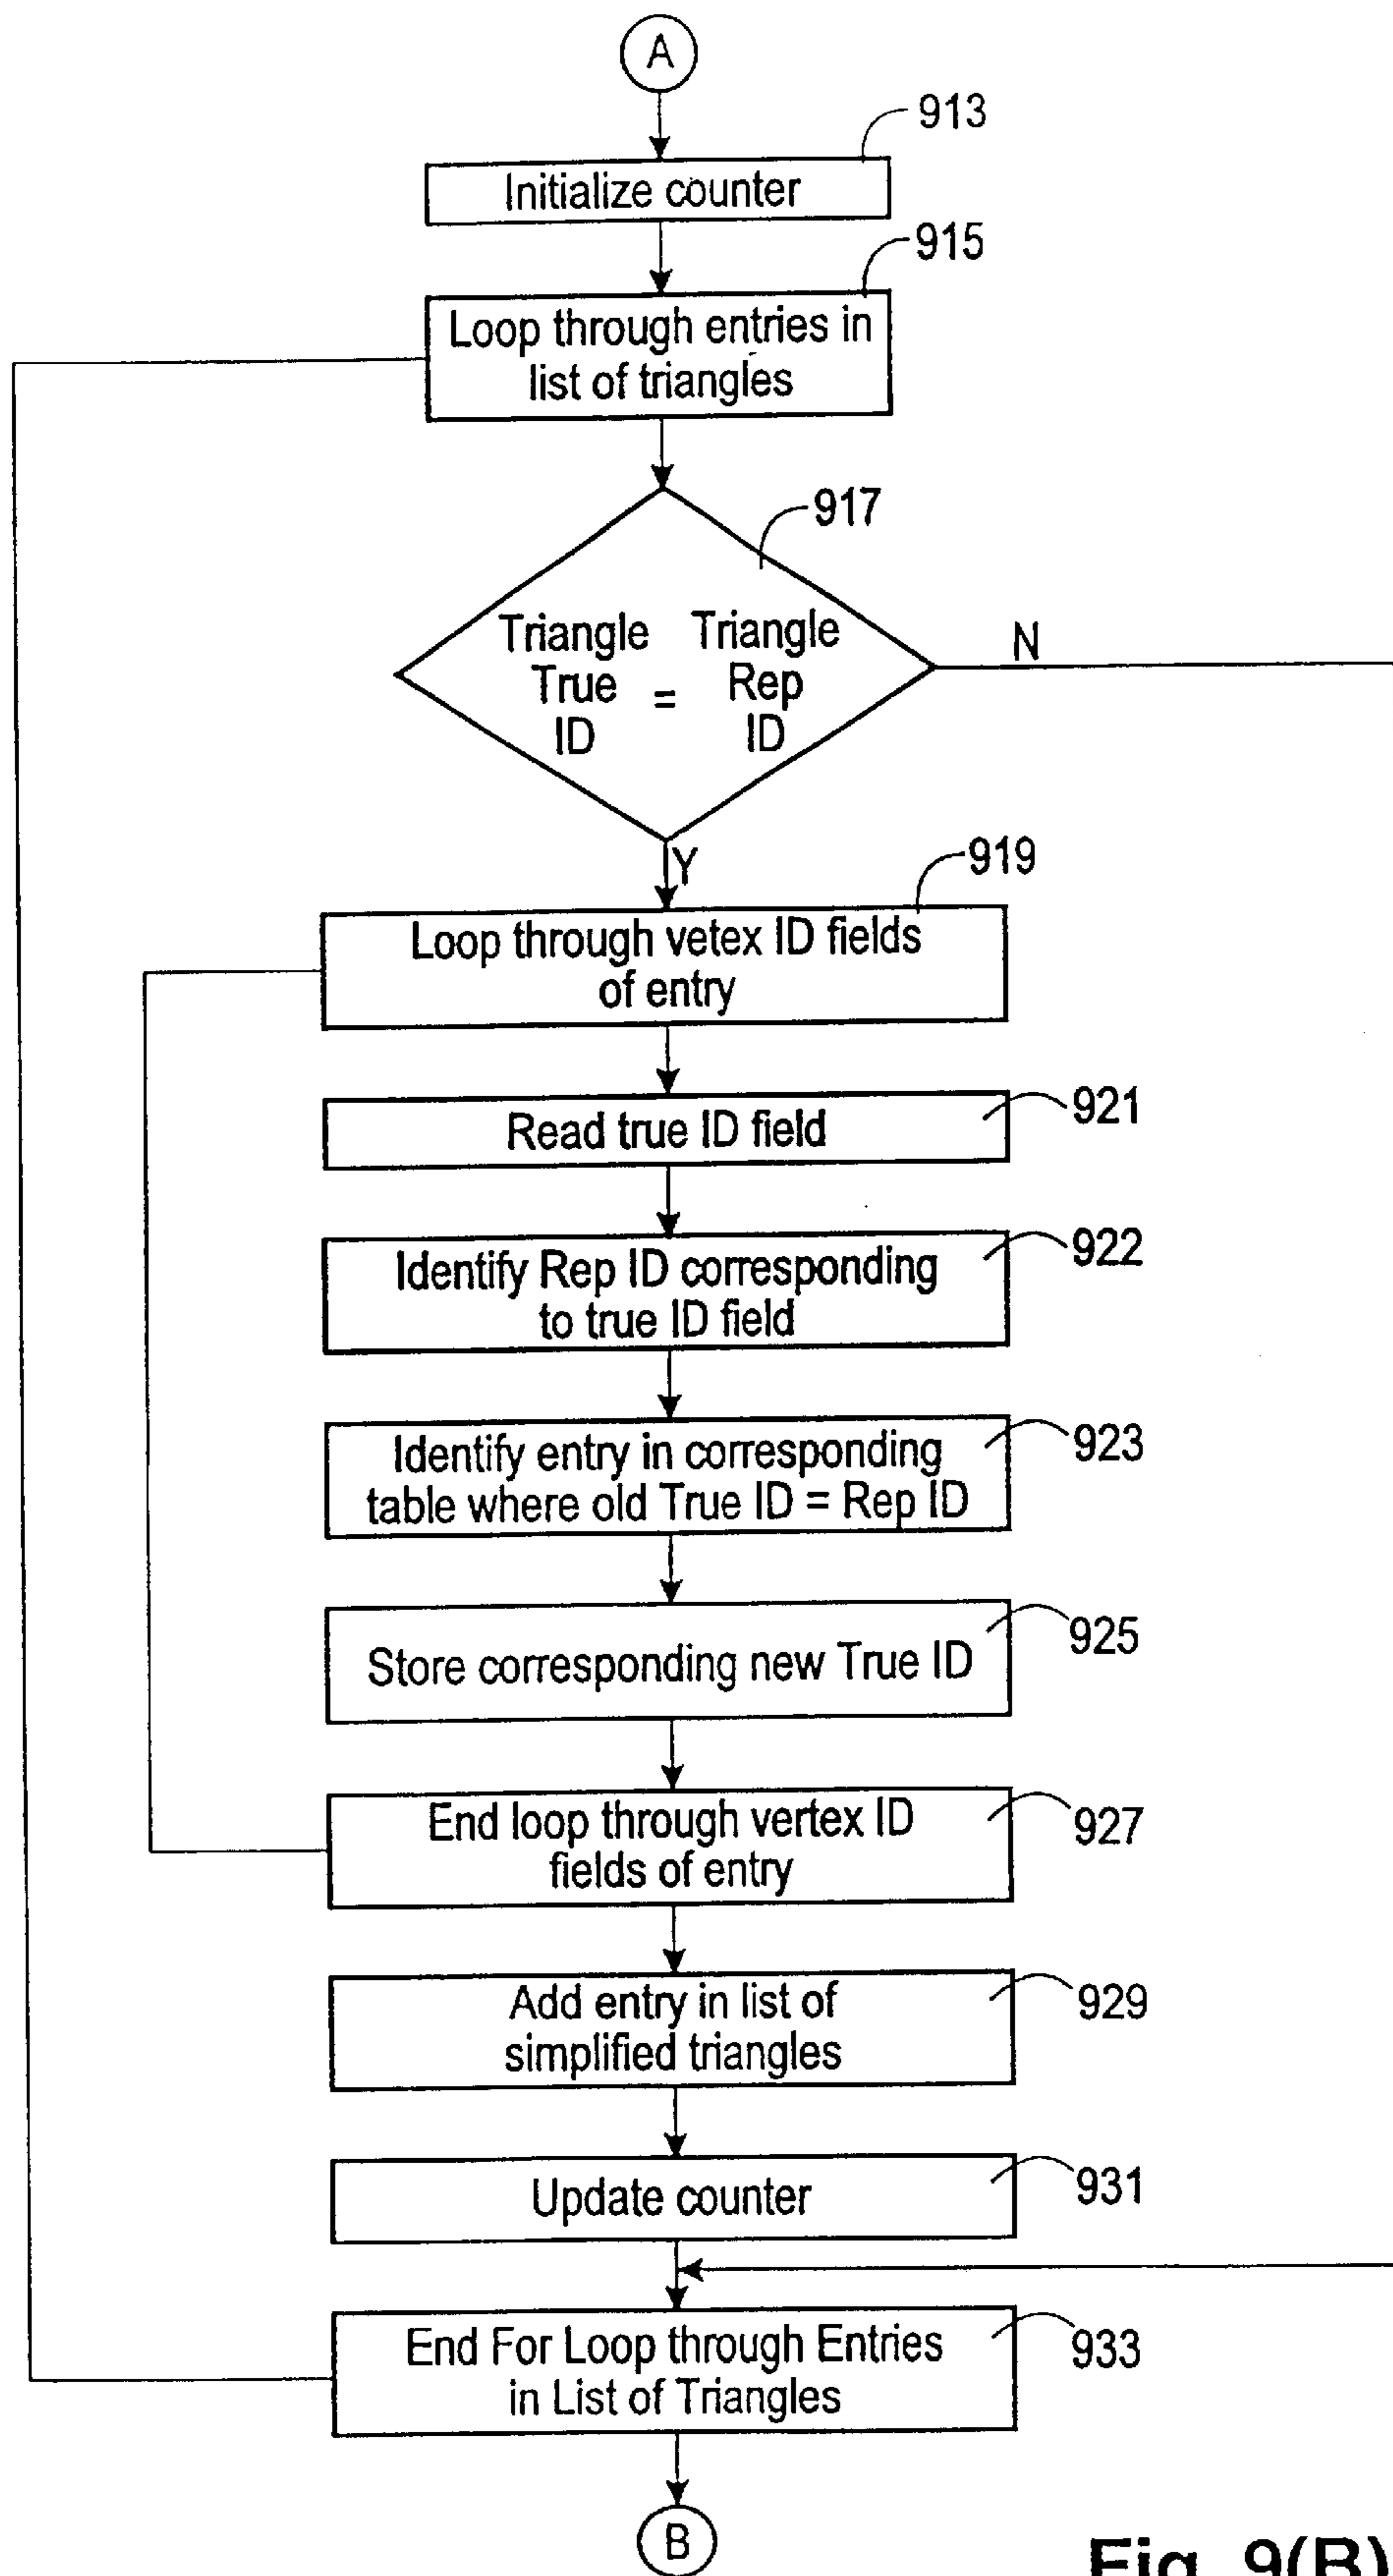 A
913
Initialize counter
915
Loop through entries in
list of triangles
917
Triangle Triangle
True = Rep
ID ID
N
Y
919
Loop through vetex ID fields
of entry
921
Read true ID field
922
Identify Rep ID corresponding
to true ID field
923
Identify entry in corresponding
table where old True ID = Rep ID
925
Store corresponding new True ID
927
End loop through vertex ID
fields of entry
929
Add entry in list of
simplified triangles
931
Update counter
933
End For Loop through Entries
in List of Triangles
B
Fig. 9(B)